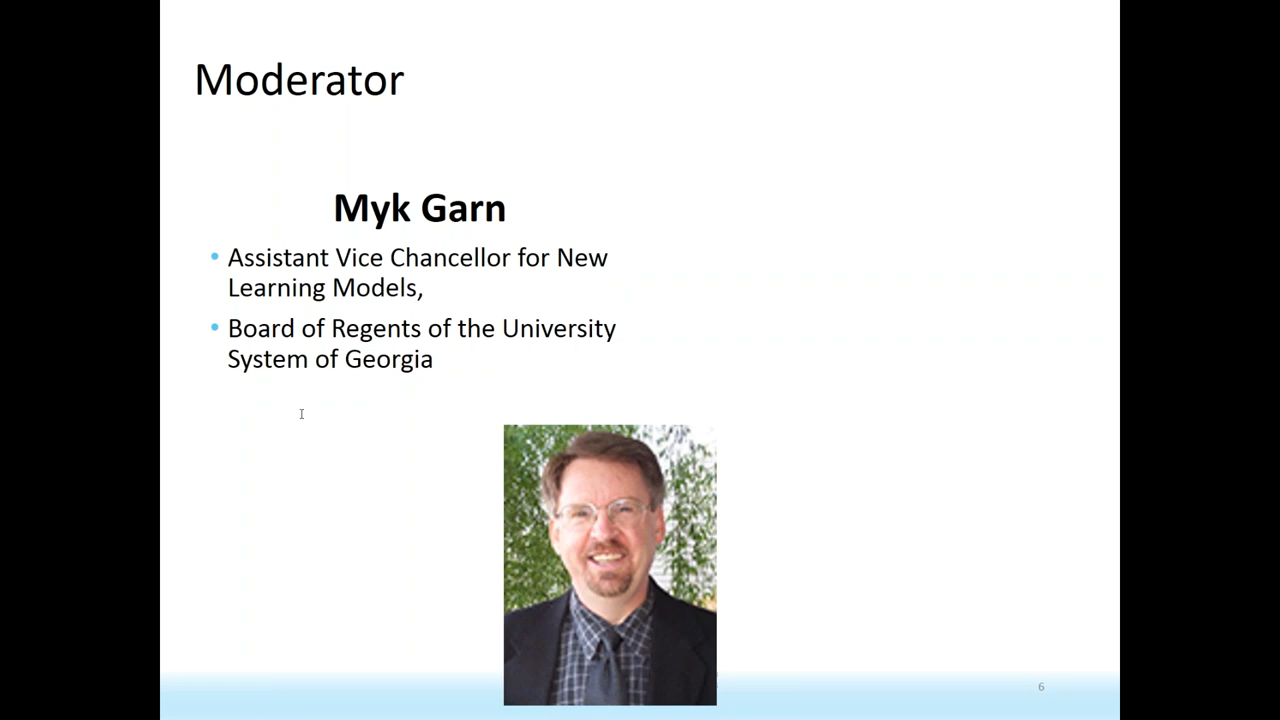 Moderator
Myk Garn
• Assistant Vice Chancellor for New
Learning Models,
• Board of Regents of the University
System of Georgia
6